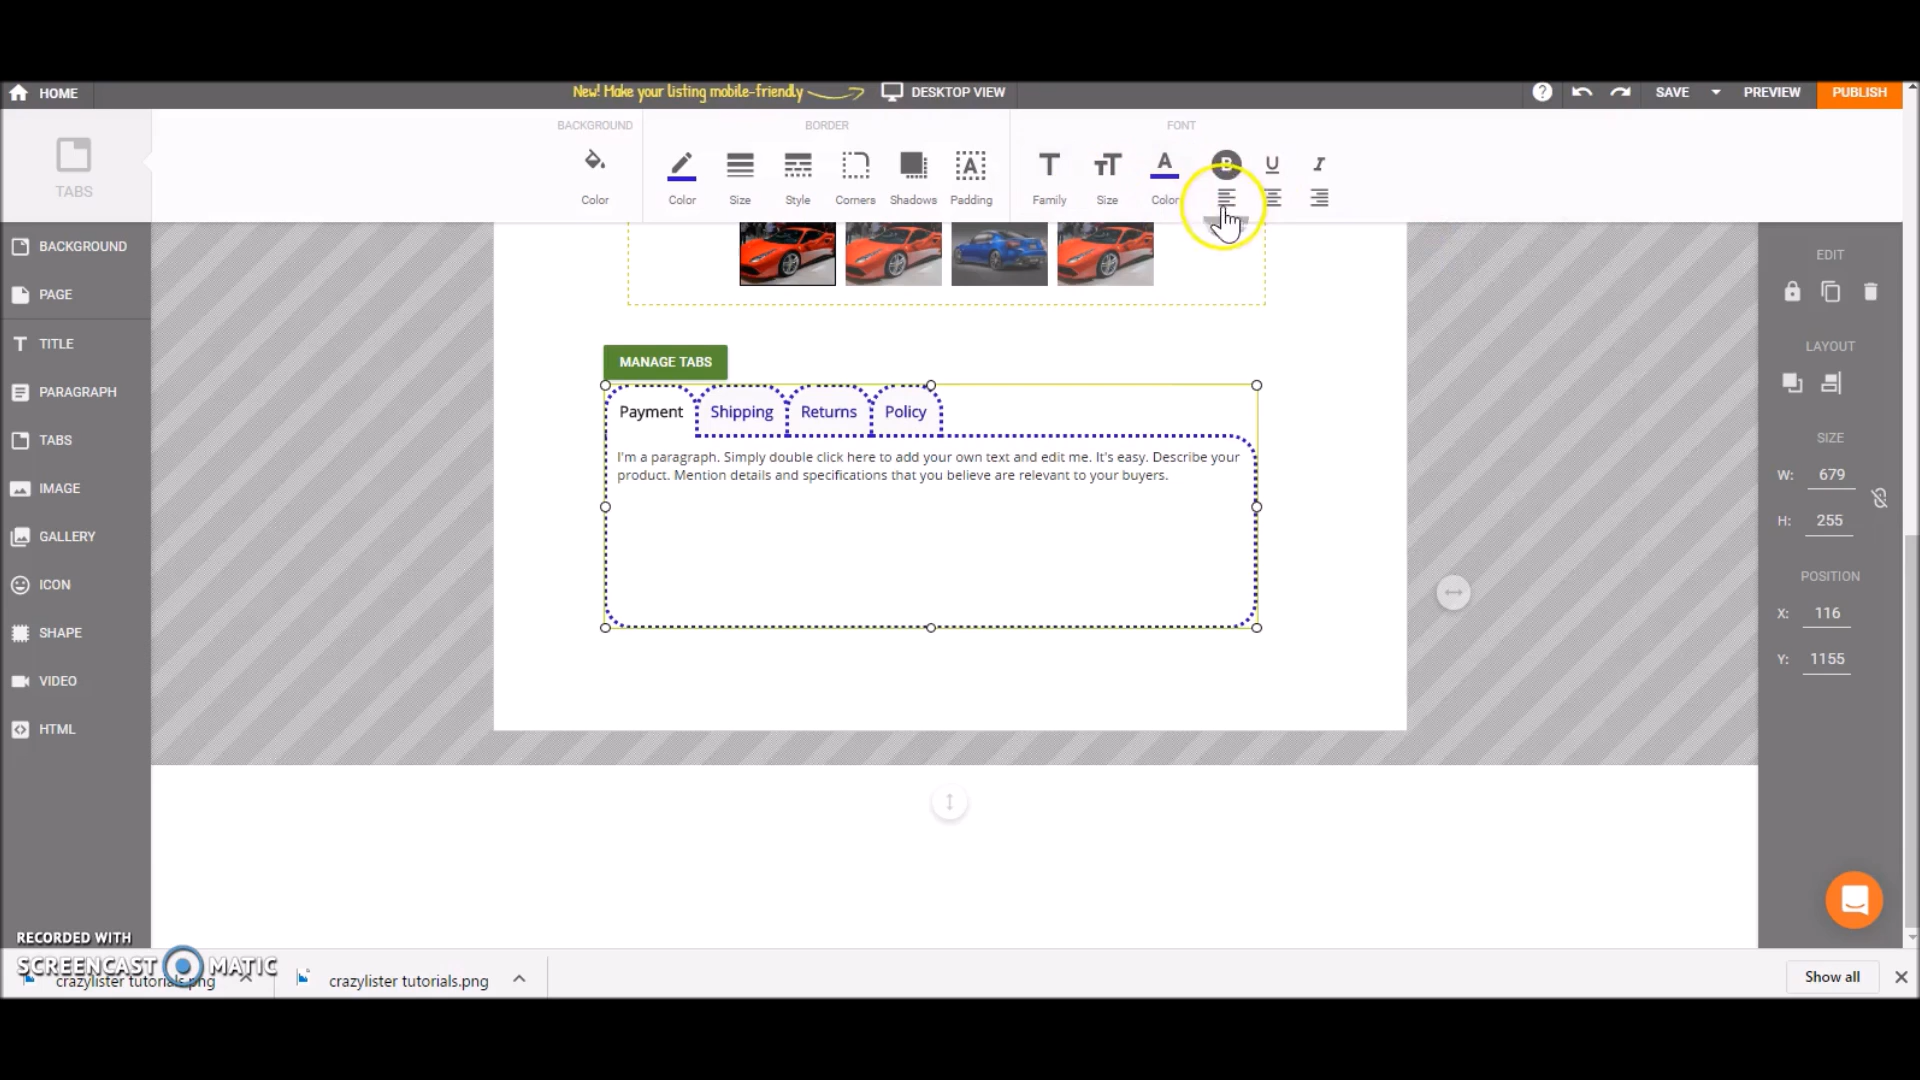 HOME
New! Make your listing mobile-friendly
DESKTOP VIEW
SAVE
PREVIEW
PUBLISH
TABS
BACKGROUND
Color
BORDER
Color
Size
Style
Corners
Shadows
Padding
FONT
Family
Size
Color
BACKGROUND
PAGE
TITLE
PARAGRAPH
TABS
IMAGE
GALLERY
ICON
SHAPE
VIDEO
HTML
MANAGE TABS
Payment
Shipping
Returns
Policy
I'm a paragraph. Simply double click here to add your own text and edit me. It's easy. Describe your
product. Mention details and specifications that you believe are relevant to your buyers.
EDIT
LAYOUT
SIZE
W: 679
H: 255
POSITION
X: 116
Y: 1155
RECORDED WITH
SCREENCAST MATIC
crazylister tutorials.png
crazylister tutorials.png
Show all